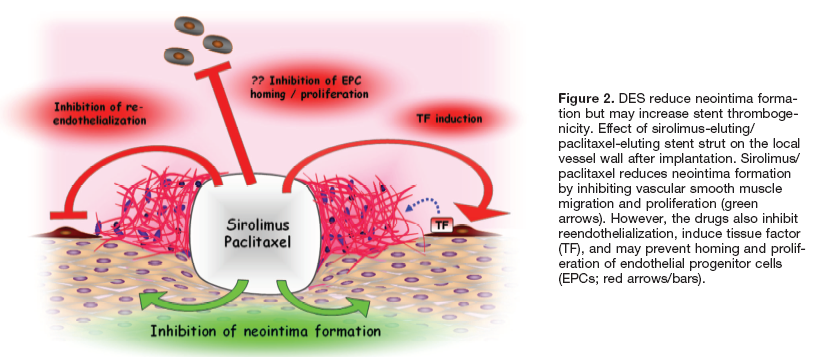 ?? Inhibition of EPC
homing / proliferation
Inhibition of re-
endothelialization
TF induction
Sirolimus
Paclitaxel
TF
Inhibition of neointima formation
Figure 2. DES reduce neointima forma-
tion but may increase stent thromboge-
nicity. Effect of sirolimus-eluting/
paclitaxel-eluting stent strut on the local
vessel wall after implantation. Sirolimus/
paclitaxel reduces neointima formation
by inhibiting vascular smooth muscle
migration and proliferation (green
arrows). However, the drugs also inhibit
reendothelialization, induce tissue factor
(TF), and may prevent homing and prolif-
eration of endothelial progenitor cells
(EPCs; red arrows/bars).